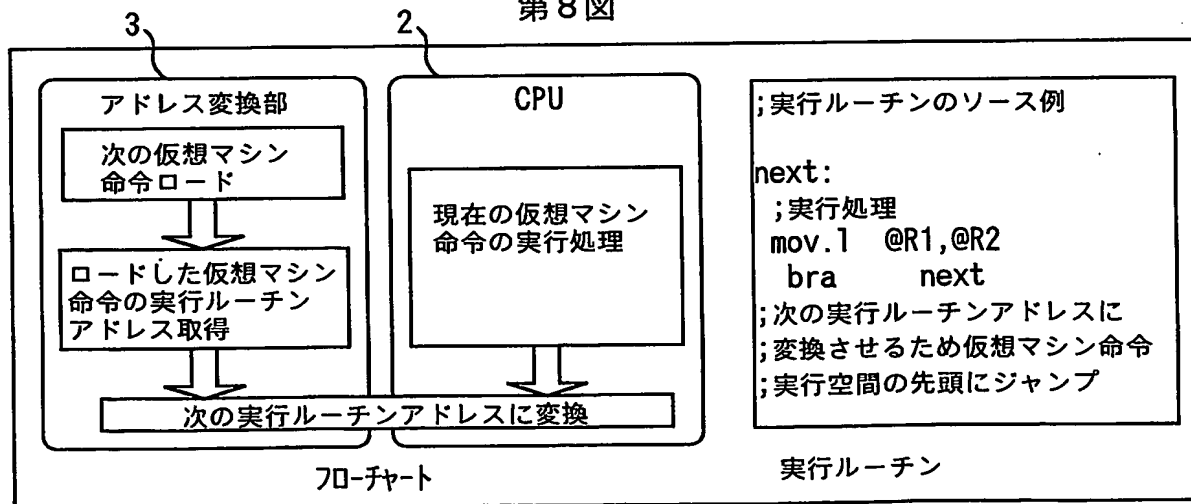 第8図
3
2
アドレス変換部
次の仮想マシン
命令ロード
ロードした仮想マシン
命令の実行ルーチン
アドレス取得
CPU
現在の仮想マシン
命令の実行処理
次の実行ルーチンアドレスに変換
フローチャート
;実行ルーチンのソース例
next:
;実行処理
mov.l @R1,@R2
bra next
;次の実行ルーチンアドレスに
;変換させるため仮想マシン命令
;実行空間の先頭にジャンプ
実行ルーチン